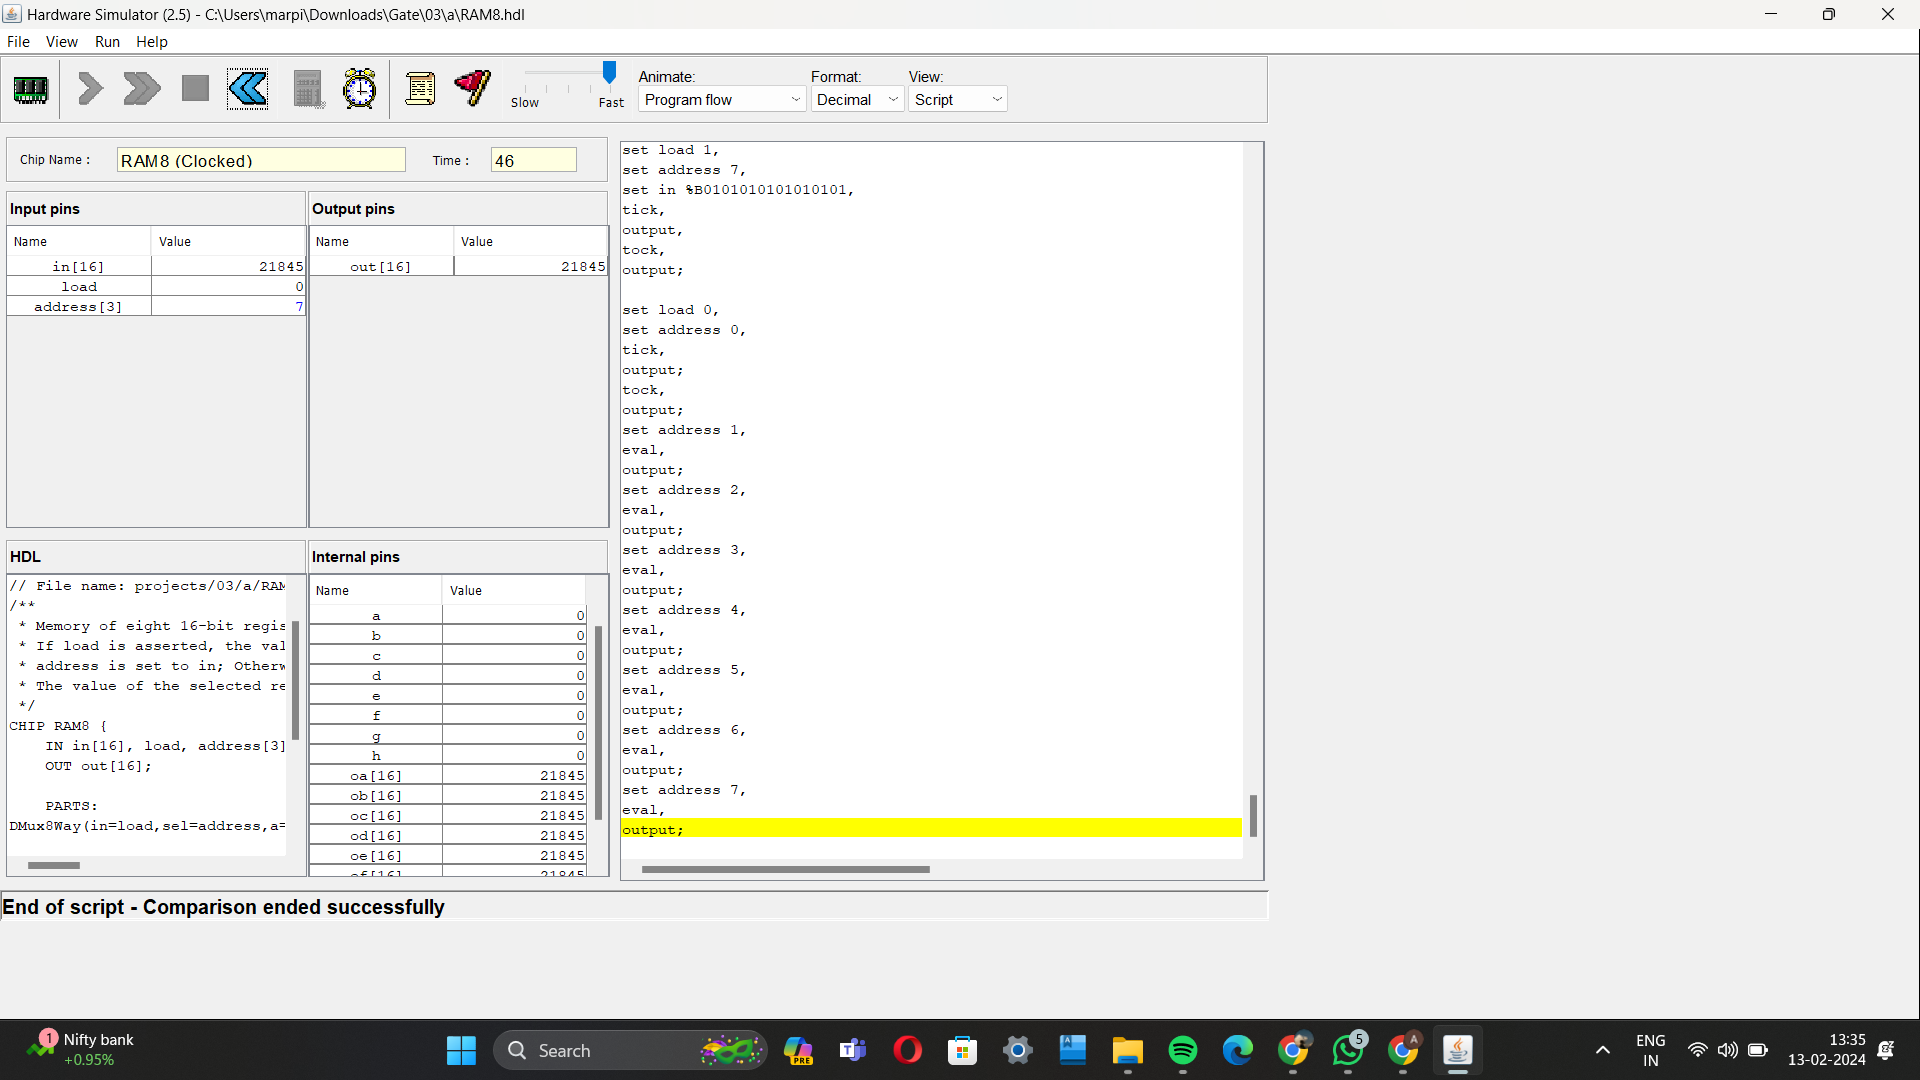 Hardware Simulator (2.5) - C:\Users\marpi\Downloads\Gate\03\a\RAM8.hdl
File View Run Help
Slow Fast
Animate: Format: View:
Program flow Decimal Script
Chip Name : RAM8 (Clocked) Time : 46
Input pins
Name Value
in[16] 21845
load 0
address[3] 7
Output pins
Name Value
out[16] 21845
HDL
// File name: projects/03/a/RAM
/**
* Memory of eight 16-bit regis
* If load is asserted, the val
* address is set to in; Otherw
* The value of the selected re
*/
CHIP RAM8 {
IN in[16], load, address[3]
OUT out[16];
PARTS:
DMux8Way(in=load,sel=address,a=
Internal pins
Name Value
a 0
b 0
c 0
d 0
e 0
f 0
g 0
h 0
oa[16] 21845
ob[16] 21845
oc[16] 21845
od[16] 21845
oe[16] 21845
of[16] 21845
set load 1,
set address 7,
set in %B0101010101010101,
tick,
output,
tock,
output;
set load 0,
set address 0,
tick,
output;
tock,
output;
set address 1,
eval,
output;
set address 2,
eval,
output;
set address 3,
eval,
output;
set address 4,
eval,
output;
set address 5,
eval,
output;
set address 6,
eval,
output;
set address 7,
eval,
output;
End of script - Comparison ended successfully
1
Nifty bank
+0.95%
Search
PRE
5
A
ENG
IN
13:35
13-02-2024